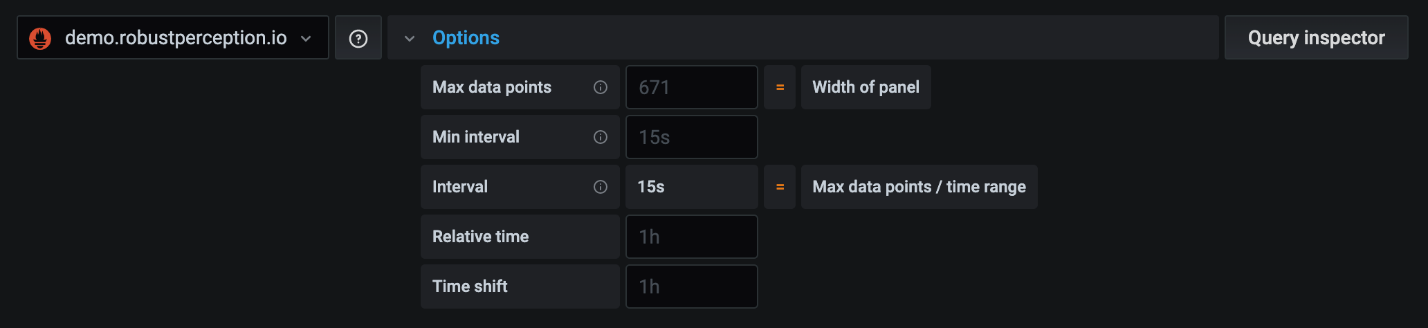 demo.robustperception.io Options Query inspector
Max data points 671 = Width of panel
Min interval 15s
Interval 15s = Max data points / time range
Relative time 1h
Time shift 1h